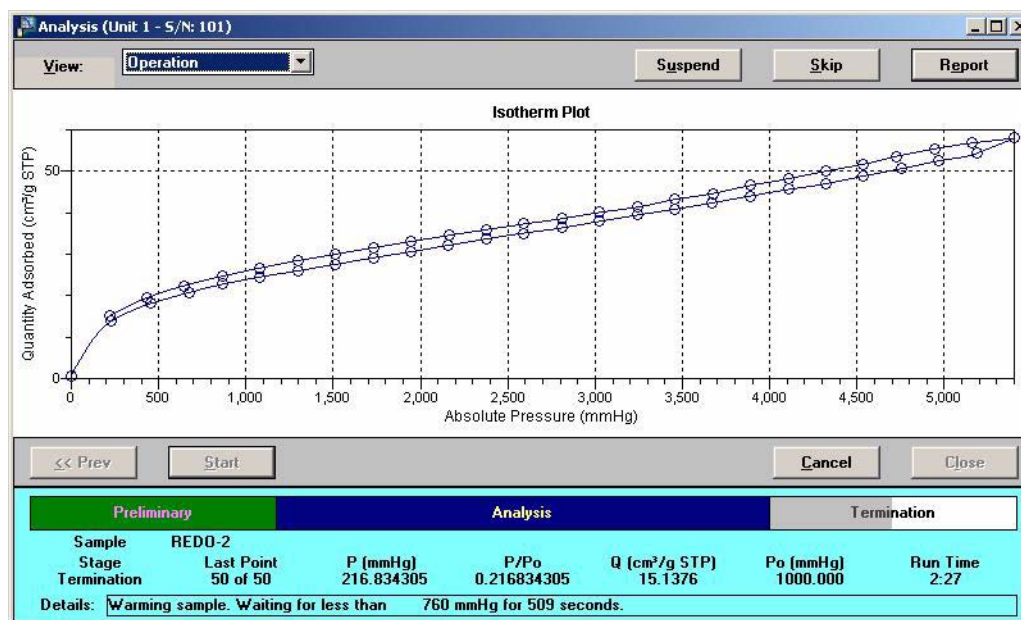 Analysis (Unit 1 - S/N: 101)
View: Operation Suspend Skip Report
Isotherm Plot
Quantity Adsorbed (cm³/g STP)
50
0
0 500 1,000 1,500 2,000 2,500 3,000 3,500 4,000 4,500 5,000
Absolute Pressure (mmHg)
<< Prev Start Cancel Close
Preliminary Analysis Termination
Sample REDO-2
Stage Last Point P (mmHg) P/Po Q (cm³/g STP) Po (mmHg) Run Time
Termination 50 of 50 216.834305 0.216834305 15.1376 1000.000 2:27
Details: Warming sample. Waiting for less than 760 mmHg for 509 seconds.